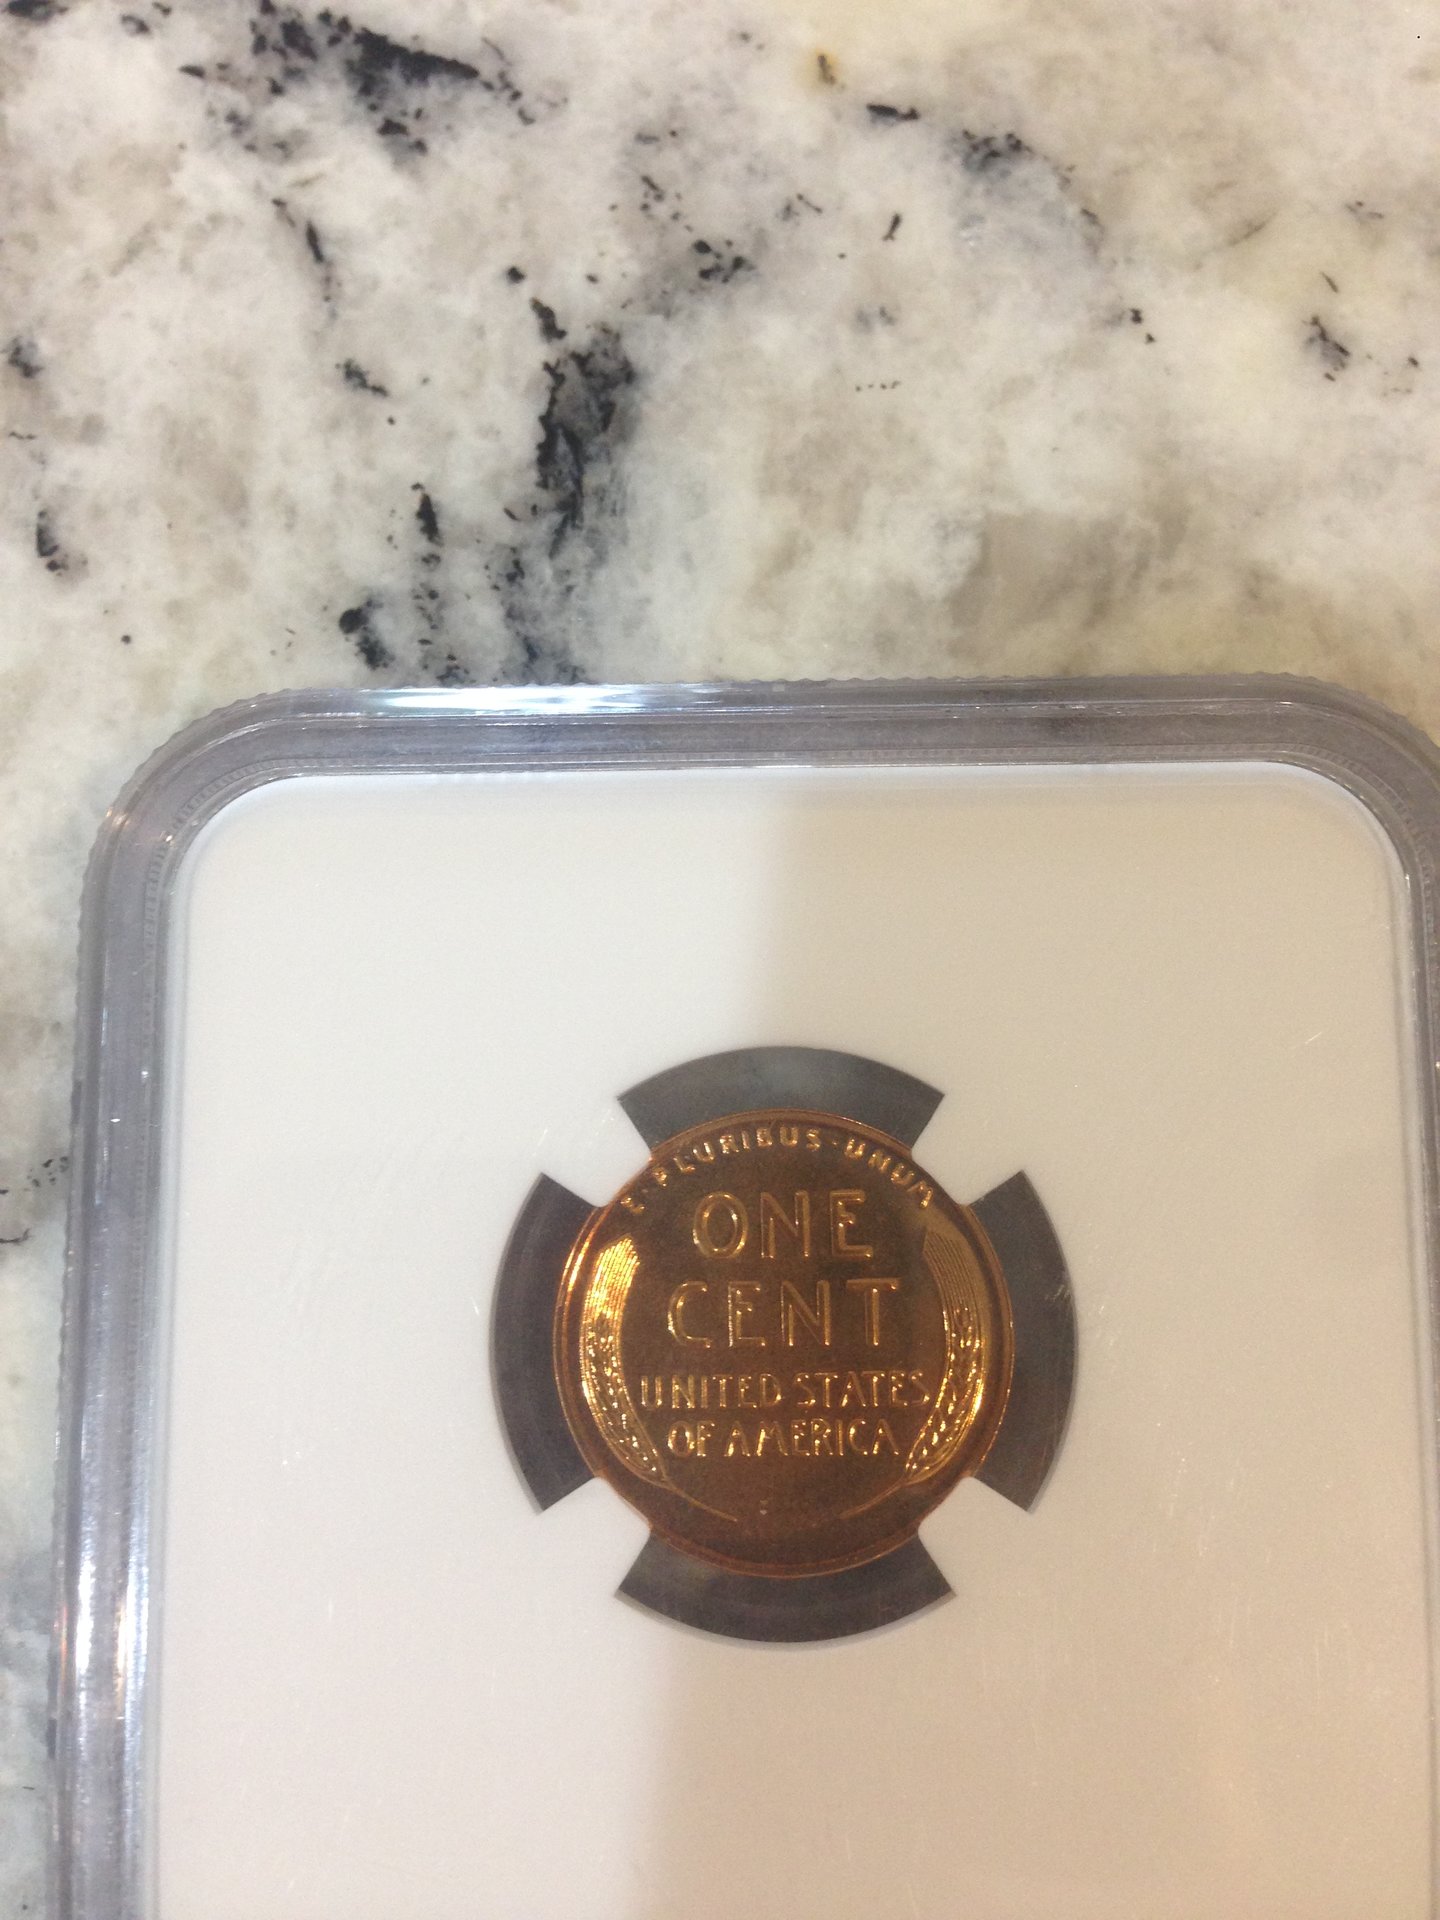 E·PLURIBUS·UNUM
ONE
CENT
UNITED STATES
OF AMERICA